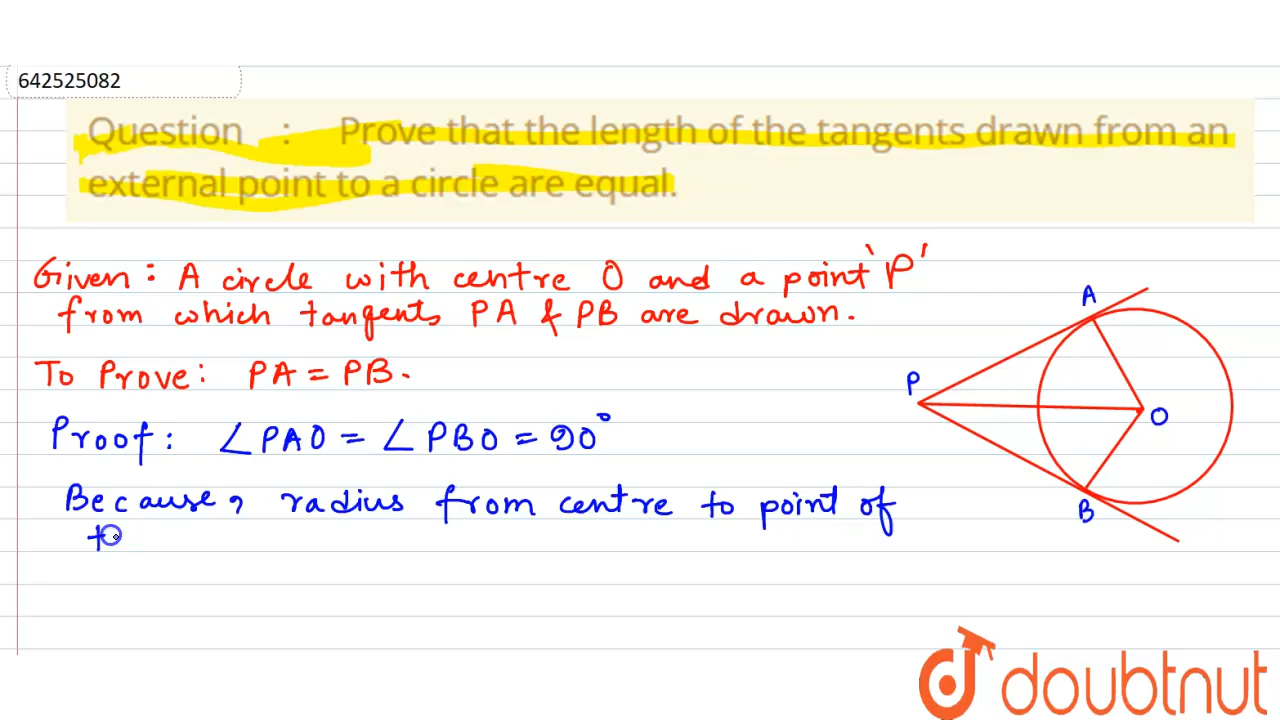 642525082
Question : Prove that the length of the tangents drawn from an
external point to a circle are equal.
Given : A circle with centre O and a point 'P'
from which tangents PA & PB are drawn.
To Prove : PA = PB.
Proof : ∠PAO = ∠PBO = 90°
Because, radius from centre to point of
to
A
P
O
B
doubtnut